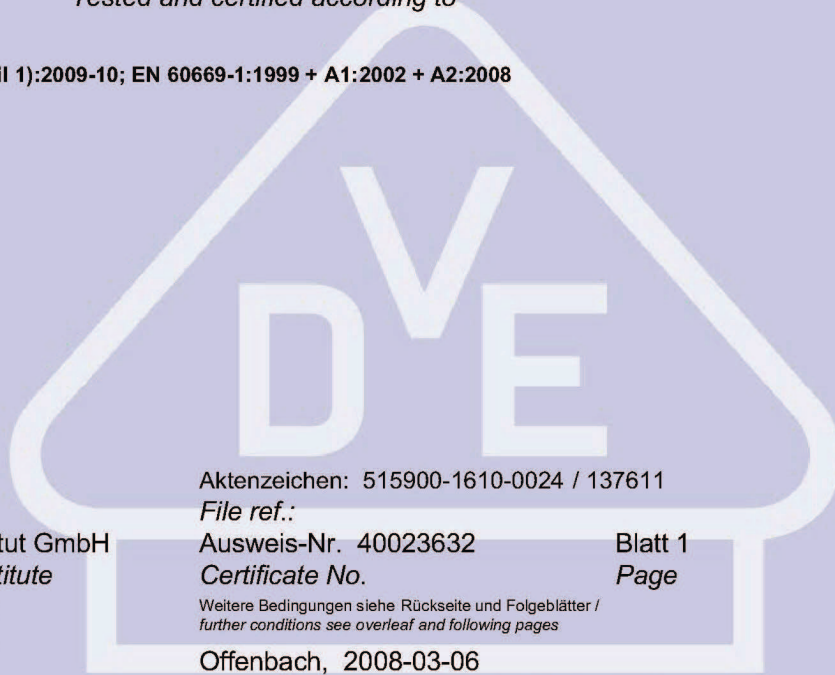 Tested and certified according to
il 1):2009-10; EN 60669-1:1999 + A1:2002 + A2:2008
VDE
Aktenzeichen: 515900-1610-0024 / 137611
File ref.:
tut GmbH Ausweis-Nr. 40023632 Blatt 1
titute Certificate No. Page
Weitere Bedingungen siehe Rückseite und Folgeblätter /
further conditions see overleaf and following pages
Offenbach, 2008-03-06